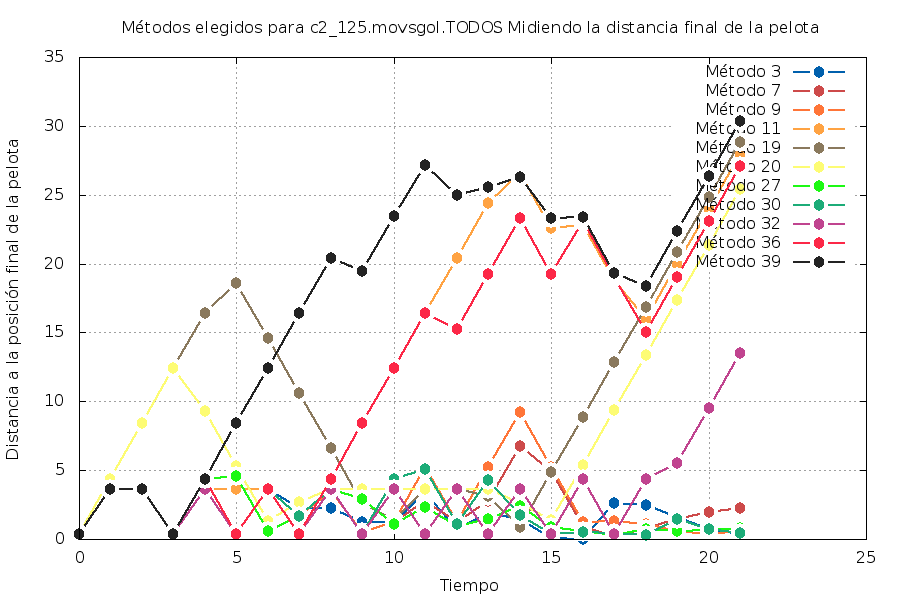 Métodos elegidos para c2_125.movsgol.TODOS Midiendo la distancia final de la pelota
Distancia a la posición final de la pelota
35
30
25
20
15
10
5
0
Método 3
Método 7
Método 9
Método 11
Método 19
Método 20
Método 27
Método 30
Método 32
Método 36
Método 39
0
5
10
15
20
25
Tiempo